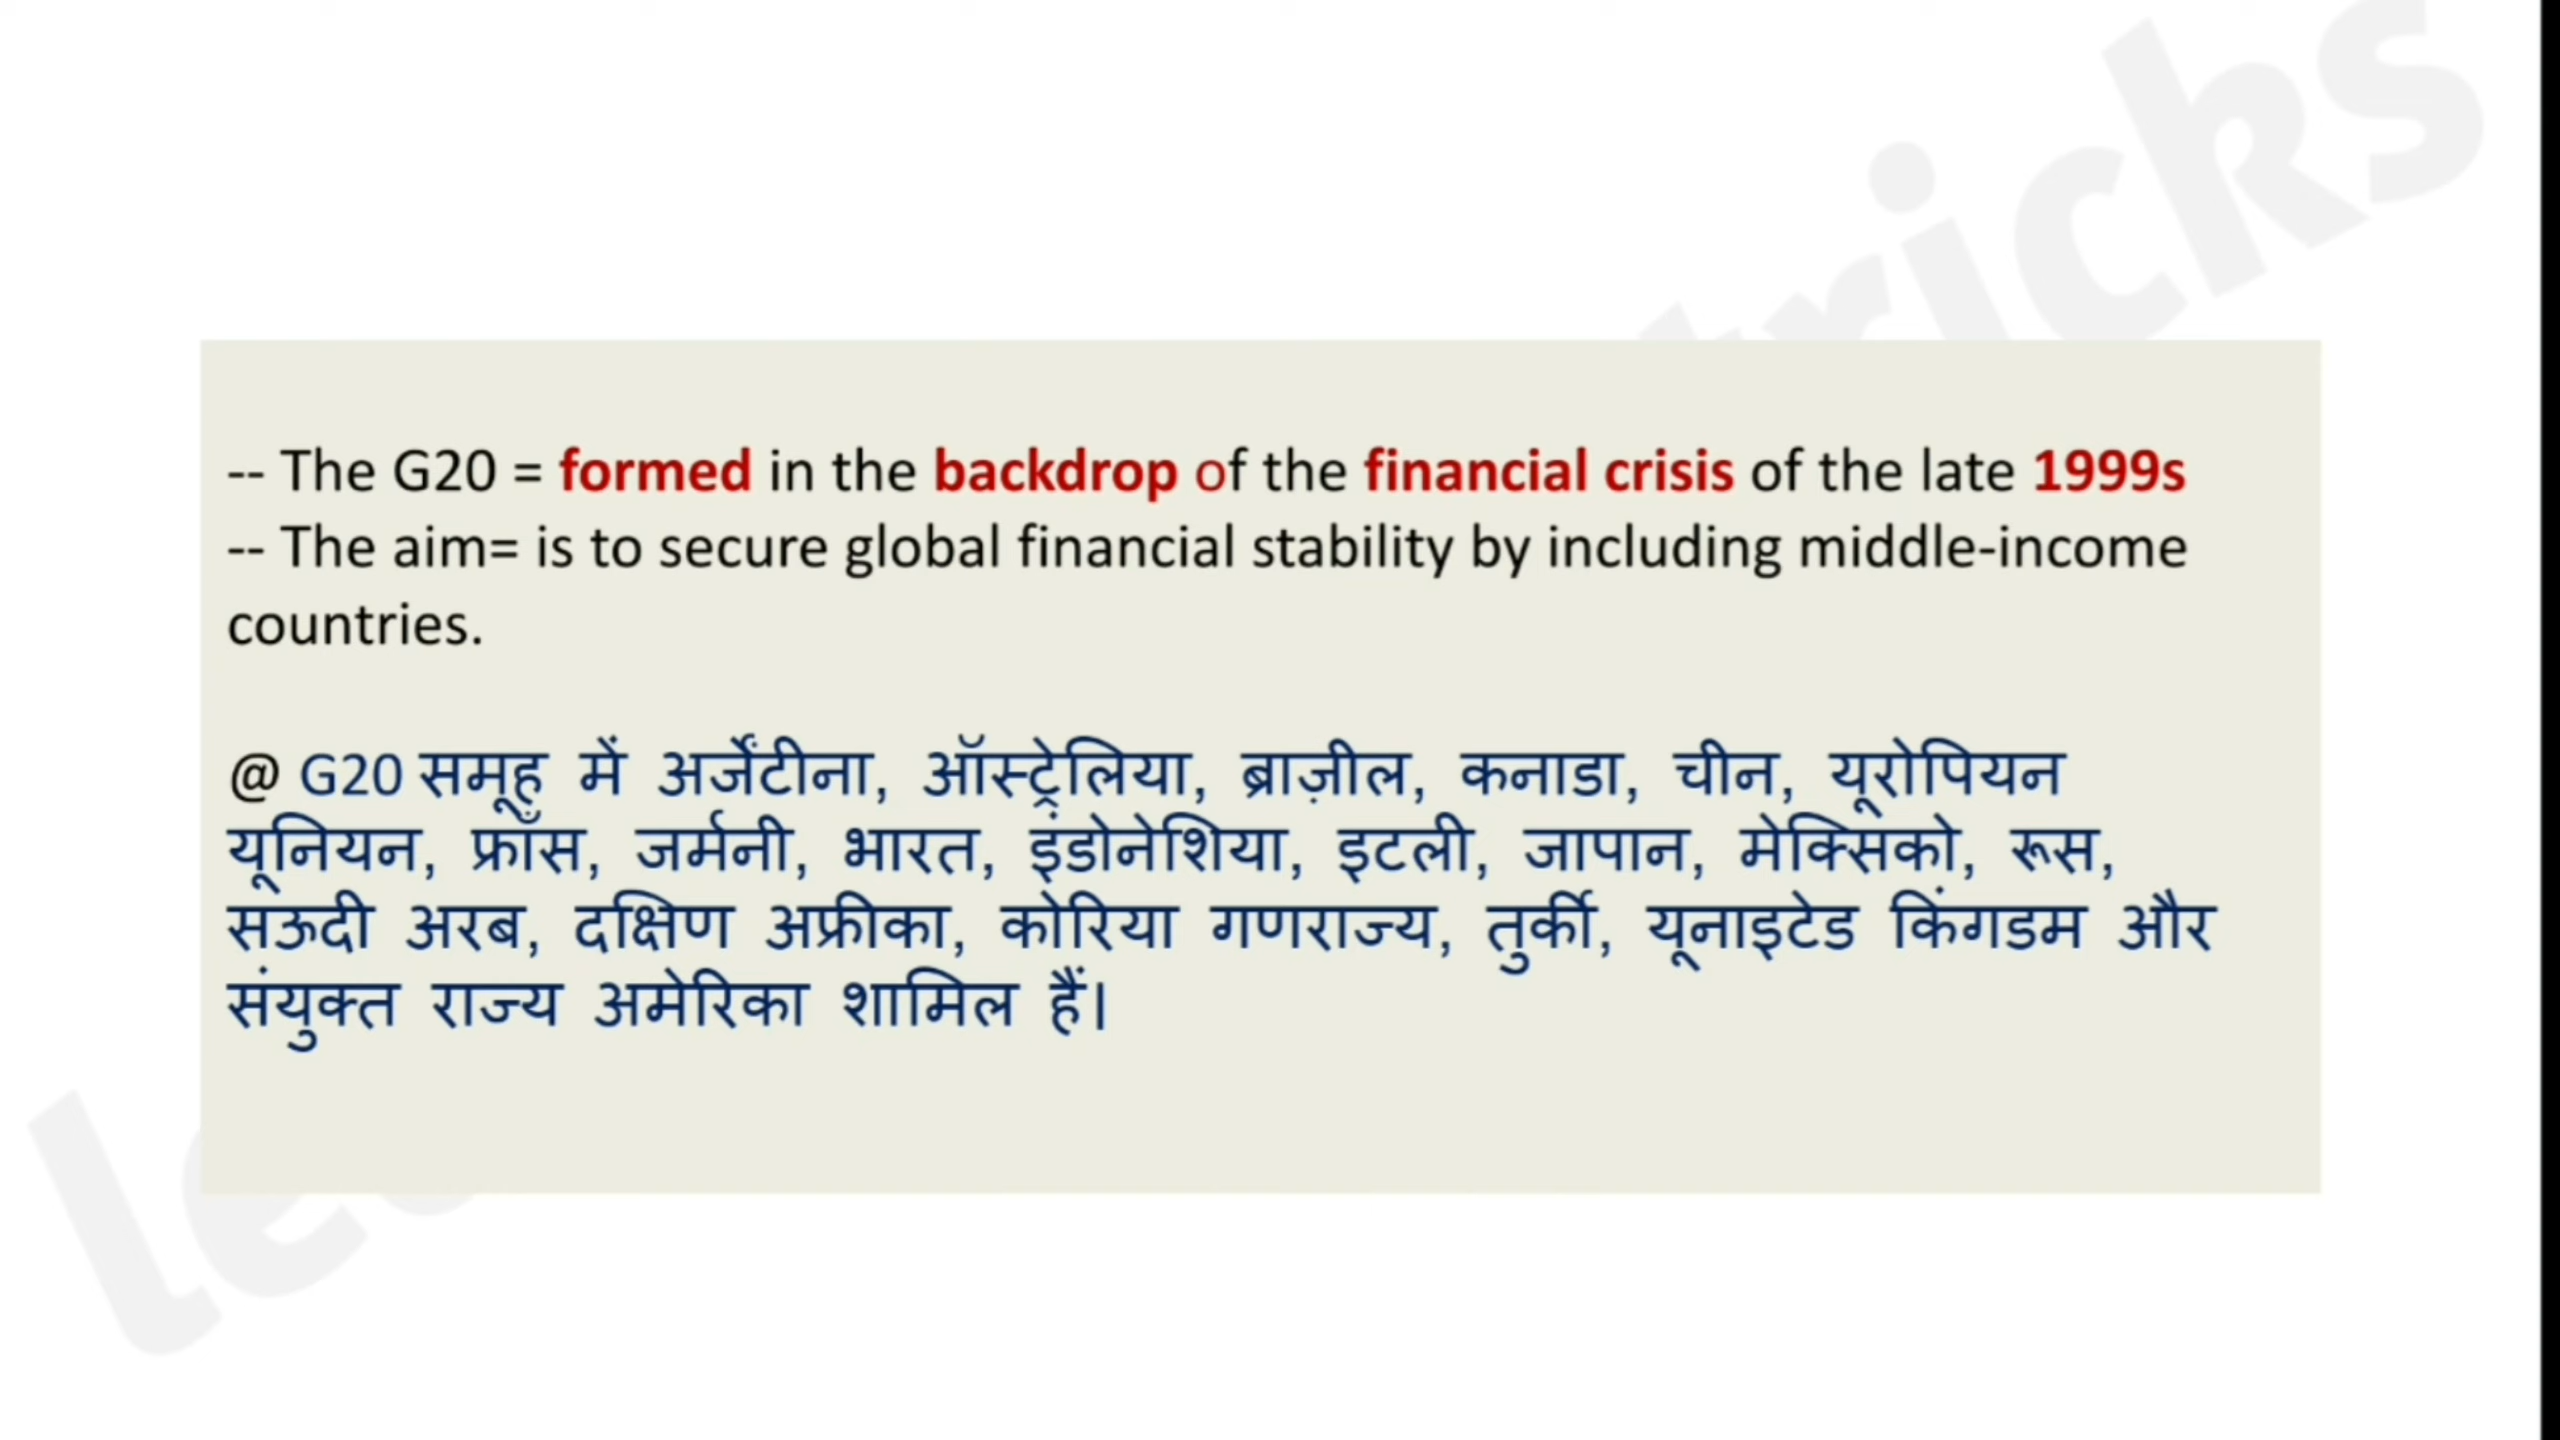 -- The G20 = formed in the backdrop of the financial crisis of the late 1999s
-- The aim= is to secure global financial stability by including middle-income
countries.
@ G20 समूह में अर्जेंटीना, ऑस्ट्रेलिया, ब्राज़ील, कनाडा, चीन, यूरोपियन
यूनियन, फ्राँस, जर्मनी, भारत, इंडोनेशिया, इटली, जापान, मेक्सिको, रूस,
सऊदी अरब, दक्षिण अफ्रीका, कोरिया गणराज्य, तुर्की, यूनाइटेड किंगडम और
संयुक्त राज्य अमेरिका शामिल हैं।